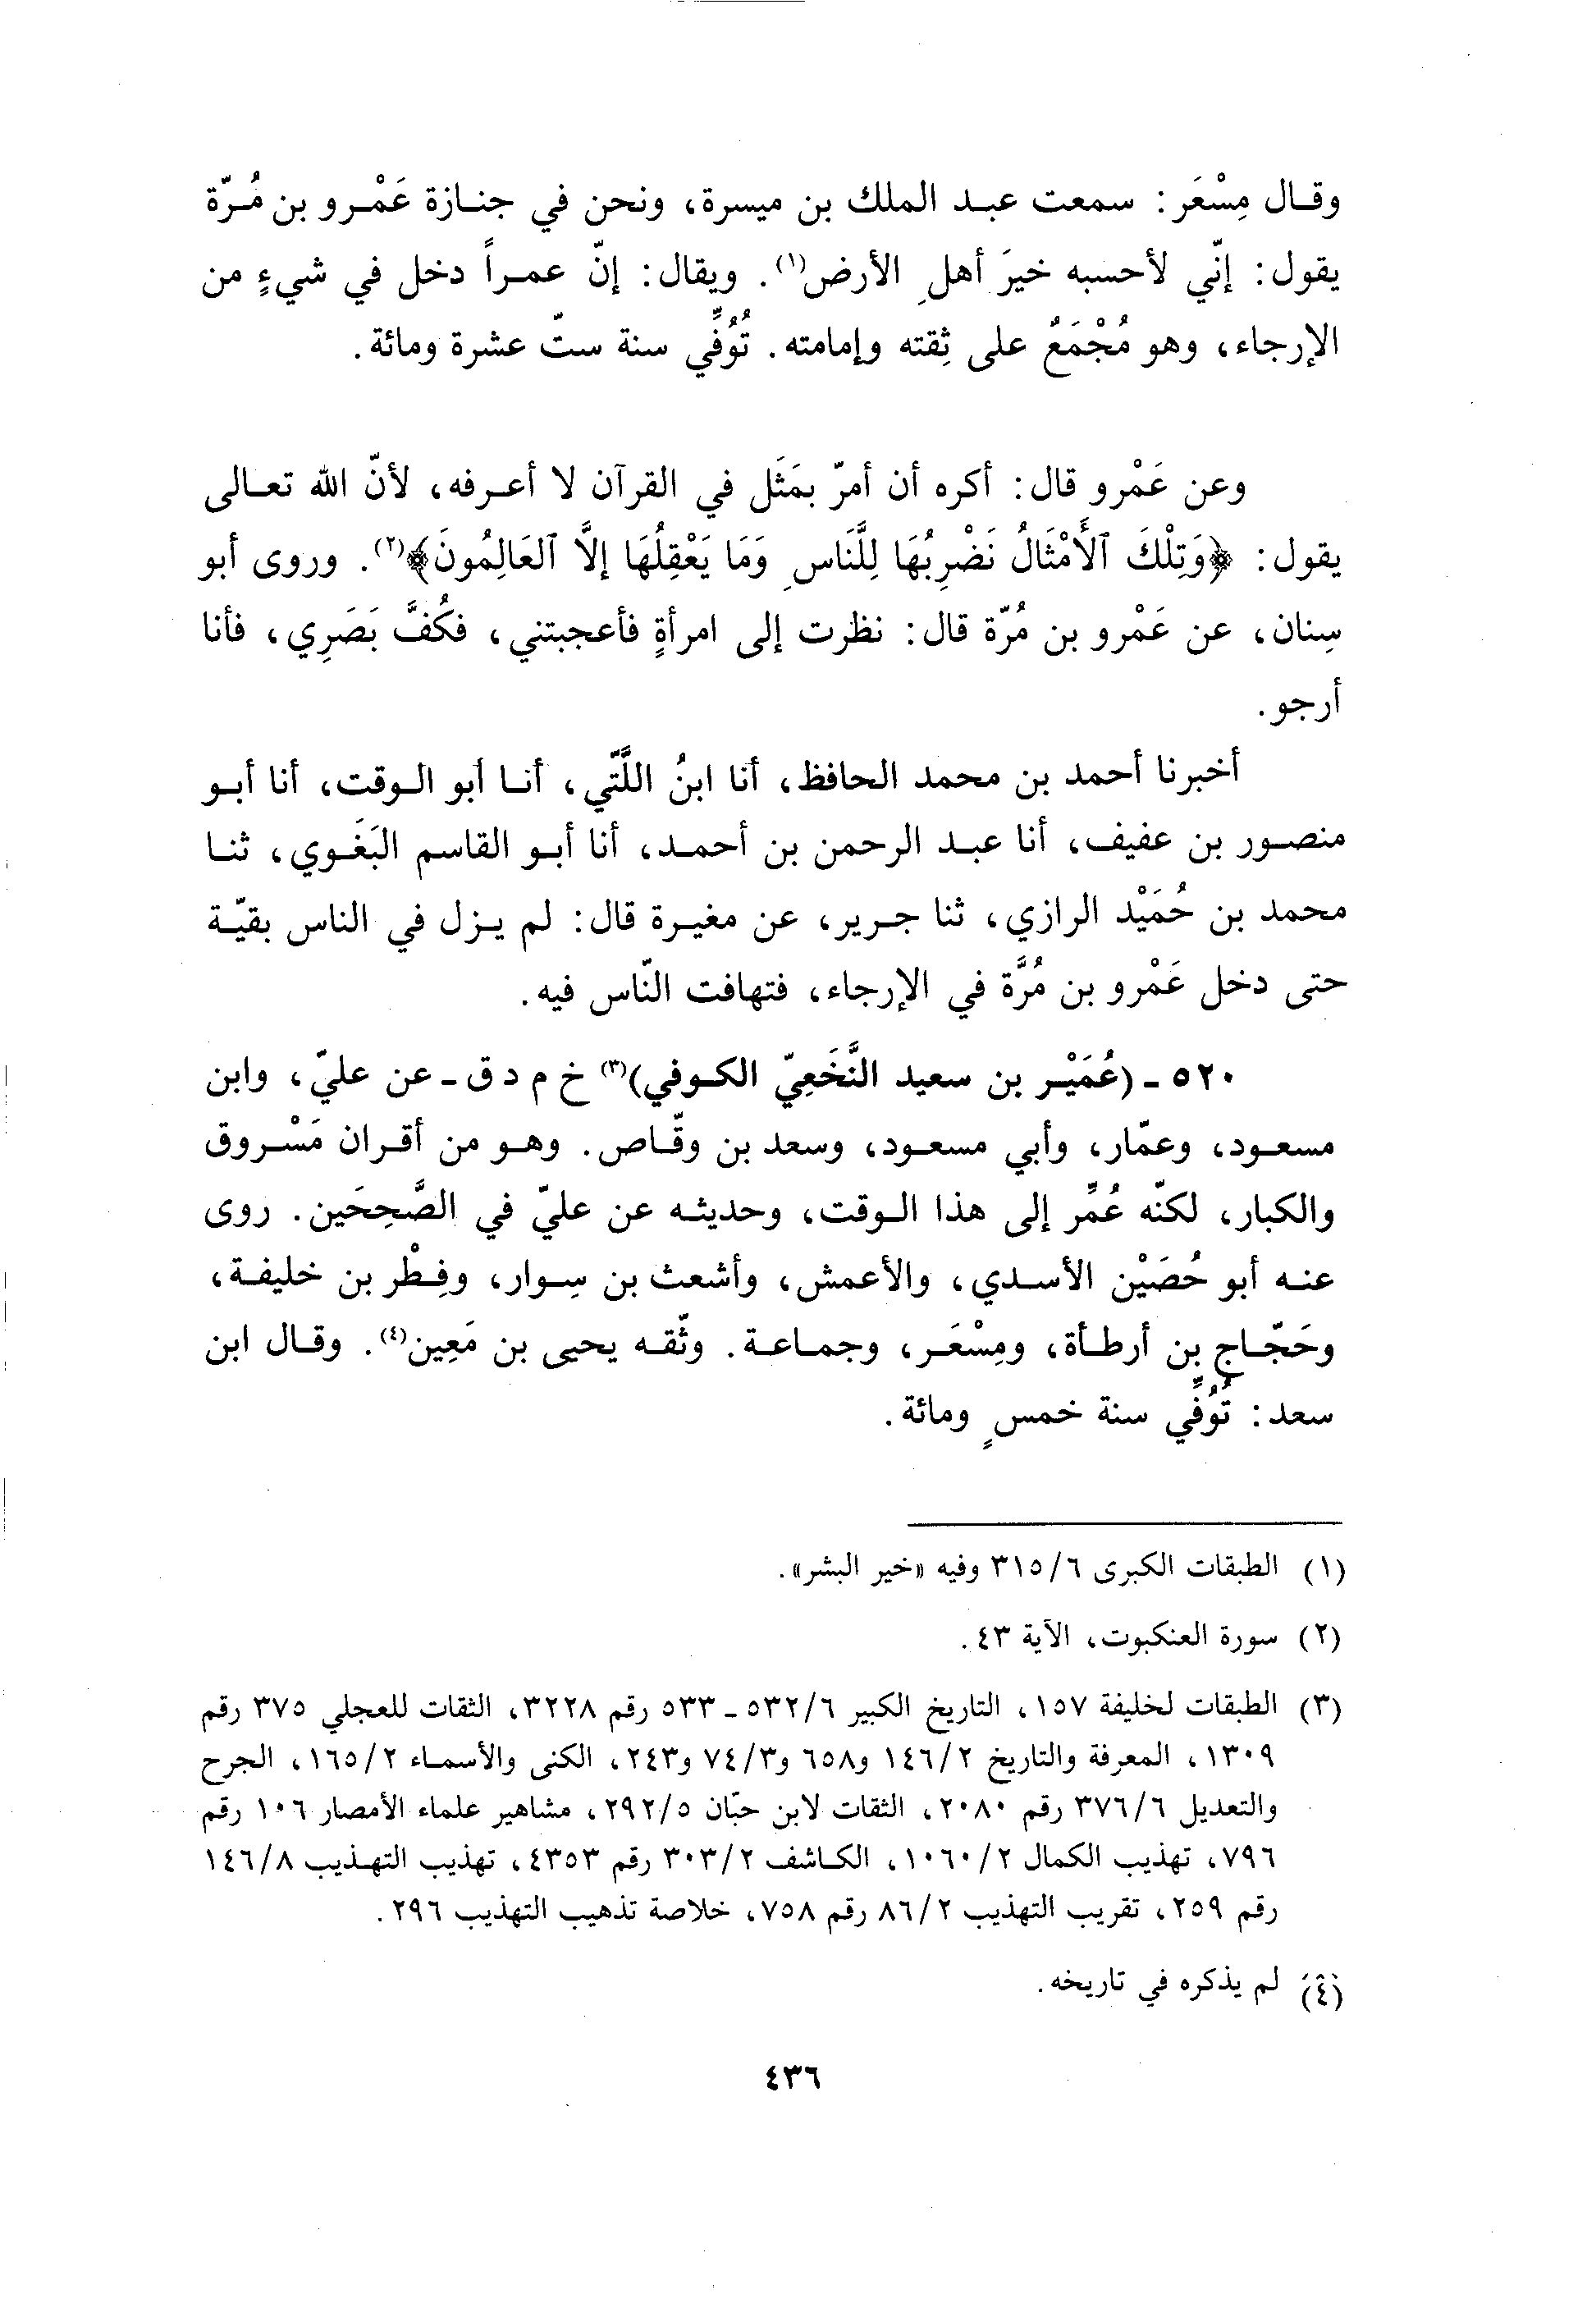 وقال مِسْعَر: سمعت عبد الملك بن ميسرة، ونحن في جنازة عَمْرو بن مُرّة
يقول: إنّي لأحسبه خيرَ أهلِ الأرض(١). ويقال: إنّ عمراً دخل في شيءٍ من
الإرجاء، وهو مُجْمَعٌ على ثِقته وإمامته. تُوُفّي سنة ستّ عشرة ومائة.
وعن عَمْرو قال: أكره أن أمرّ بمَثَل في القرآن لا أعرفه، لأنّ الله تعالى
يقول: ﴿وَتِلْكَ ٱلْأَمْثَالُ نَضْرِبُهَا لِلَّنَاسِ وَمَا يَعْقِلُهَا إلاَّ ٱلعَالِمُونَ﴾(٢). وروى أبو
سِنان، عن عَمْرو بن مُرّة قال: نظرت إلى امرأةٍ فأعجبتني، فكُفَّ بَصَرِي، فأنا
أرجو.
أخبرنا أحمد بن محمد الحافظ، أنا ابنُ اللَّتّي، أنا أبو الوقت، أنا أبو
منصور بن عفيف، أنا عبد الرحمن بن أحمد، أنا أبو القاسم البَغَوي، ثنا
محمد بن حُمَيْد الرازي، ثنا جرير، عن مغيرة قال: لم يزل في الناس بقيّة
حتى دخل عَمْرو بن مُرَّة في الإرجاء، فتهافت النّاس فيه.
٥٢٠ - (عُمَيْر بن سعيد النَّخَعِيّ الكوفي)(٣) خ م د ق - عن عليّ، وابن
مسعود، وعمّار، وأبي مسعود، وسعد بن وقّاص. وهو من أقران مَسْروق
والكبار، لكنّه عُمِّر إلى هذا الوقت، وحديثه عن عليّ في الصَّحِحَين. روى
عنه أبو حُصَيْن الأسدي، والأعمش، وأشعث بن سِوار، وفِطْر بن خليفة،
وحَجّاج بن أرطأة، ومِسْعَر، وجماعة. وثّقه يحيى بن مَعِين(٤). وقال ابن
سعد: تُوُفِّي سنة خمسٍ ومائة.
(١) الطبقات الكبرى ٣١٥/٦ وفيه «خير البشر».
(٢) سورة العنكبوت، الآية ٤٣.
(٣) الطبقات لخليفة ١٥٧، التاريخ الكبير ٥٣٢/٦ - ٥٣٣ رقم ٣٢٢٨، الثقات للعجلي ٣٧٥ رقم
١٣٠٩، المعرفة والتاريخ ١٤٦/٢ و٦٥٨ و٧٤/٣ و٢٤٣، الكنى والأسماء ١٦٥/٢، الجرح
والتعديل ٣٧٦/٦ رقم ٢٠٨٠، الثقات لابن حبّان ٢٩٢/٥، مشاهير علماء الأمصار ١٠٦ رقم
٧٩٦، تهذيب الكمال ١٠٦٠/٢، الكاشف ٣٠٣/٢ رقم ٤٣٥٣، تهذيب التهذيب ١٤٦/٨
رقم ٢٥٩، تقريب التهذيب ٨٦/٢ رقم ٧٥٨، خلاصة تذهيب التهذيب ٢٩٦.
(٤) لم يذكره في تاريخه.
٤٣٦